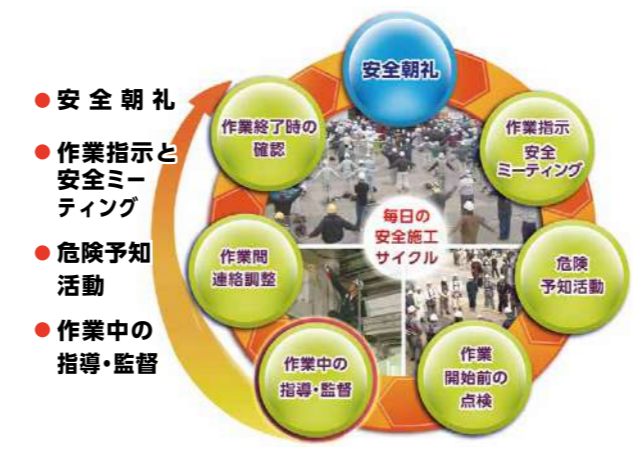 ●安全朝礼
●作業指示と
安全ミー
ティング
●危険予知
活動
●作業中の
指導・監督
安全朝礼
作業指示
安全
ミーティング
危険
予知活動
作業
開始前の
点検
作業中の
指導・監督
作業間
連絡調整
作業終了時の
確認
毎日の
安全施工
サイクル